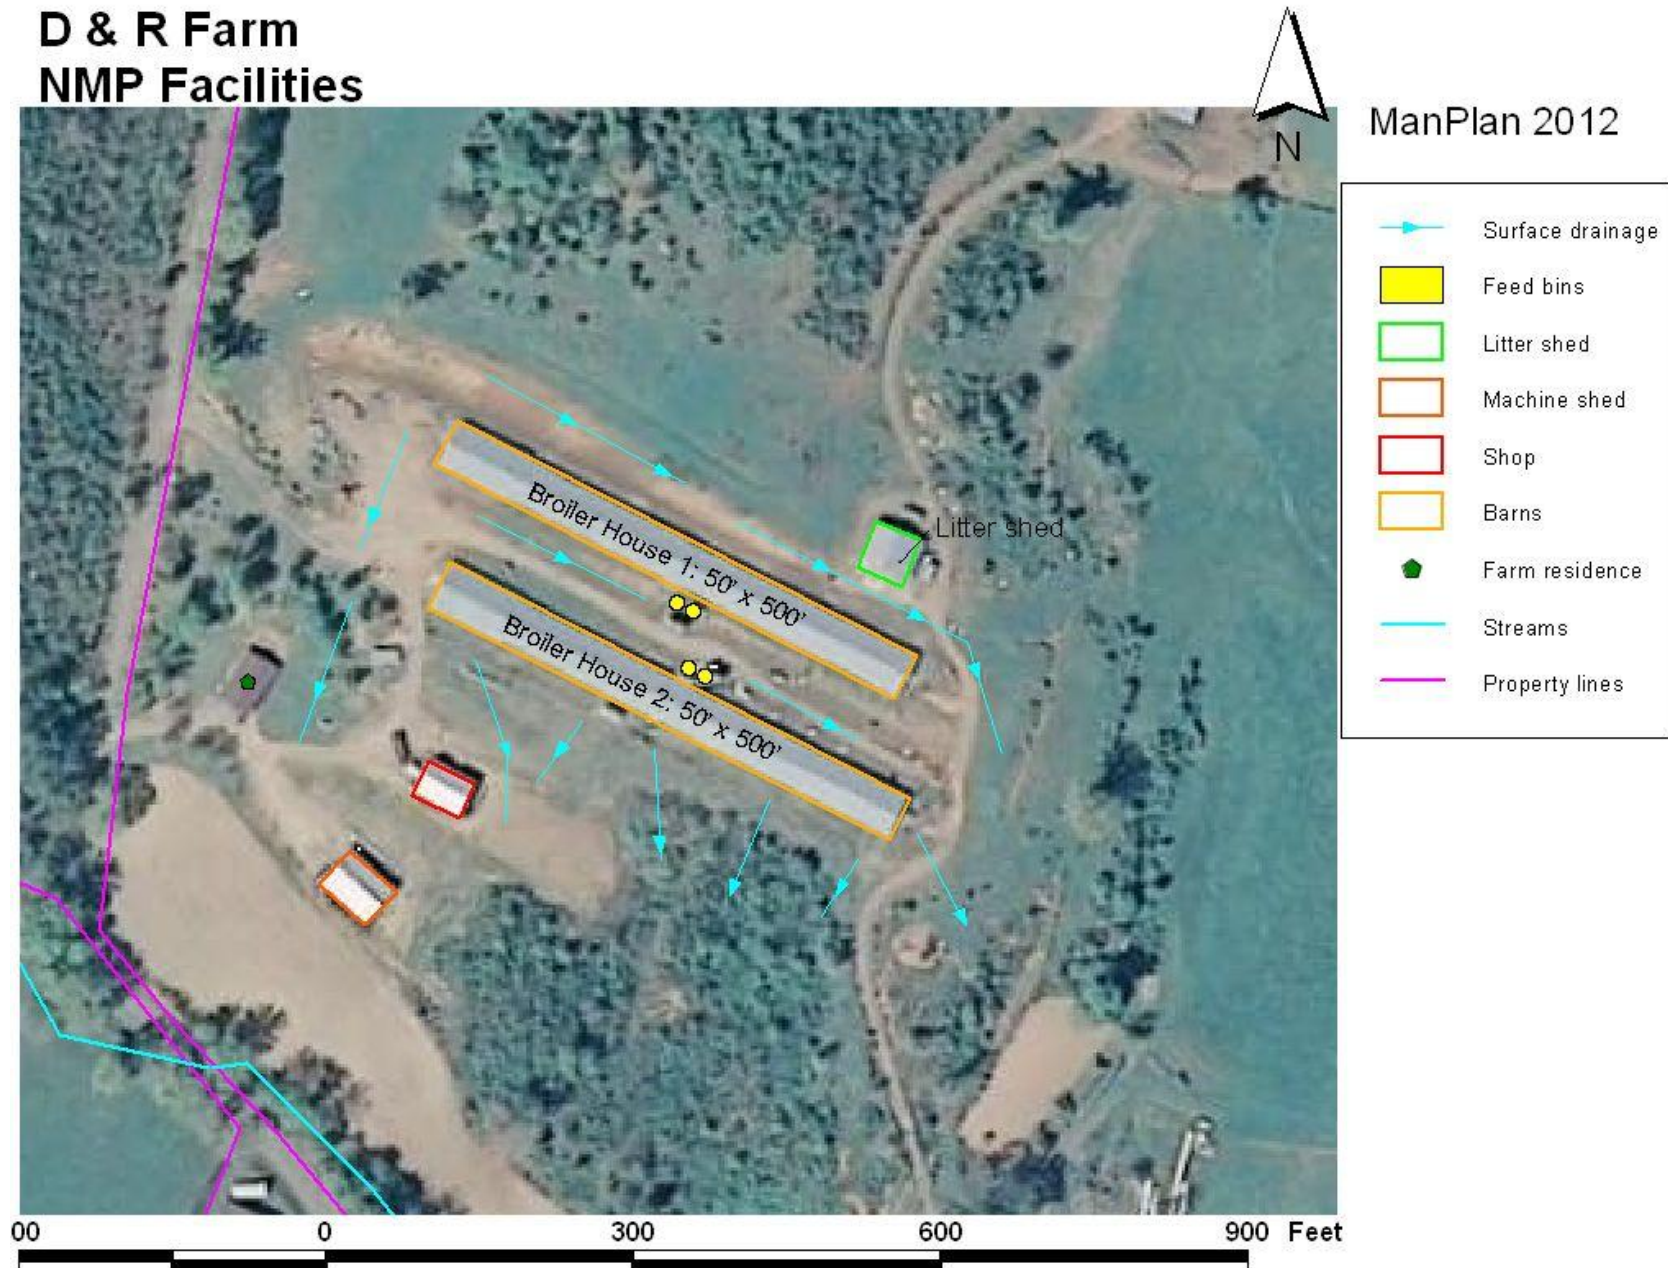 D & R Farm
NMP Facilities
N
ManPlan 2012
Surface drainage
Feed bins
Litter shed
Machine shed
Shop
Barns
Farm residence
Streams
Property lines
Litter shed
Broiler House 1: 50' x 500'
Broiler House 2: 50' x 500'
00 0 300 600 900 Feet